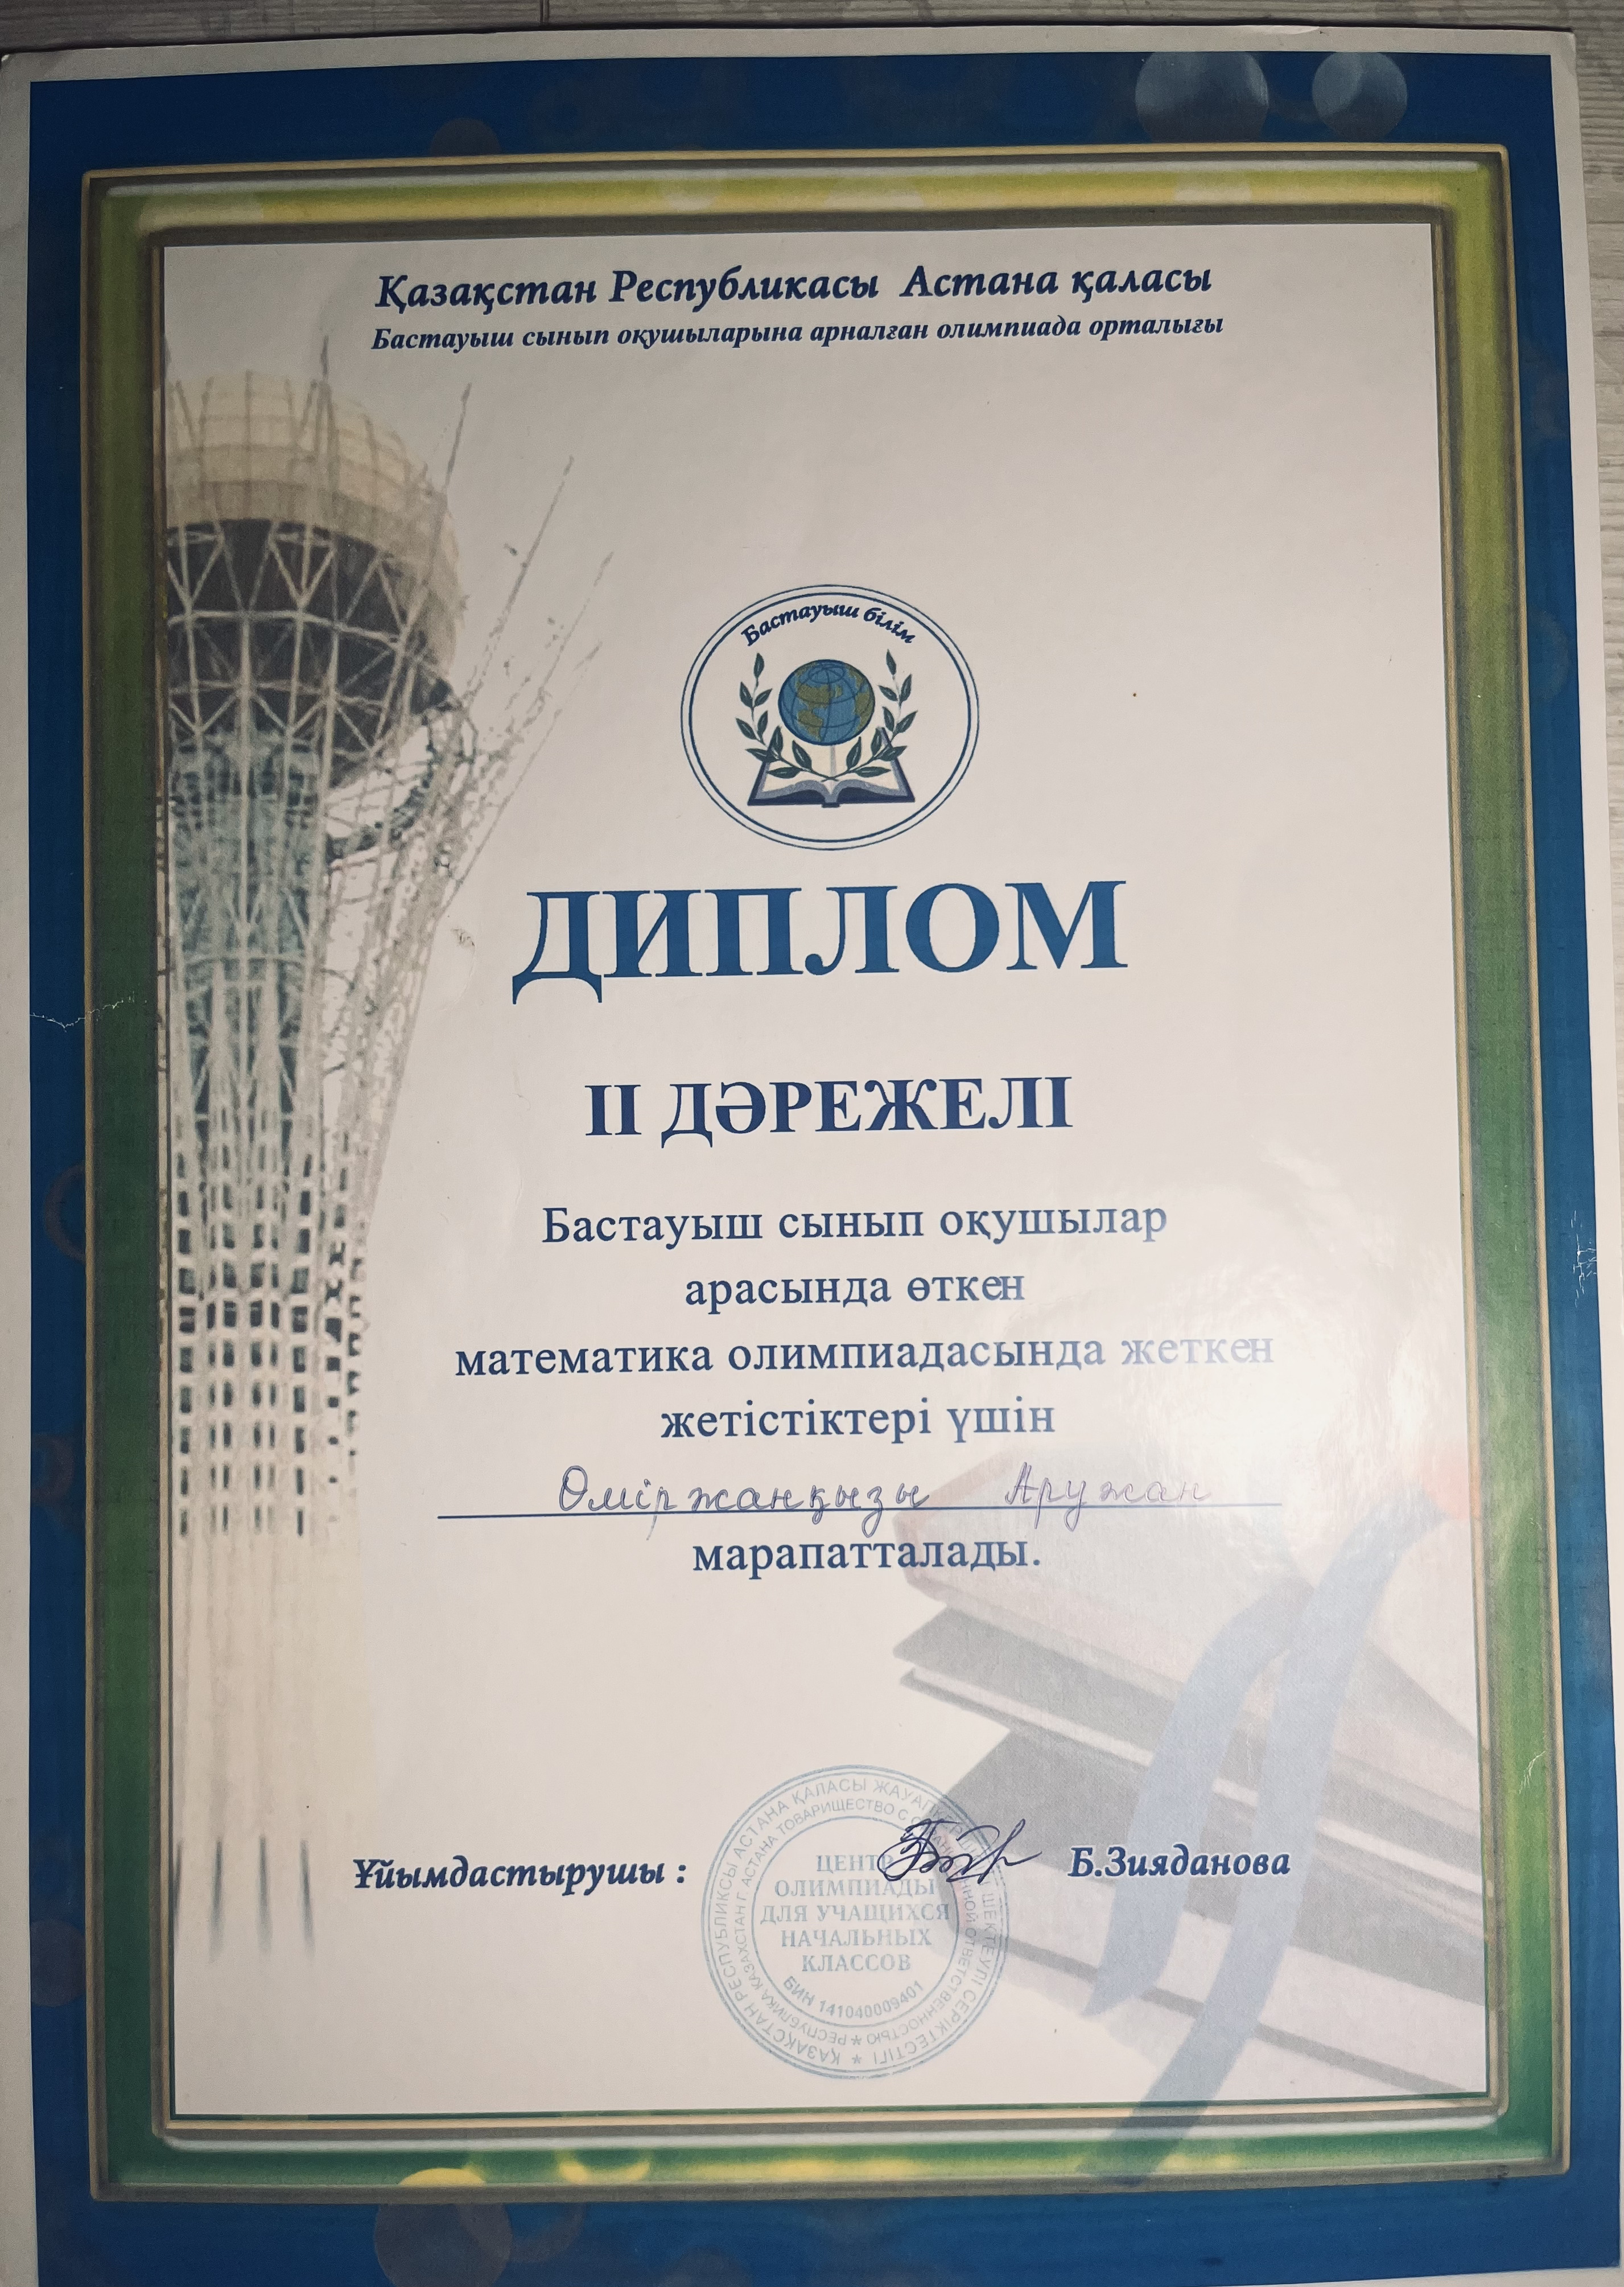 Қазақстан Республикасы Астана қаласы
Бастауыш сынып оқушыларына арналған олимпиада орталығы
Бастауыш білім
ДИПЛОМ
II ДӘРЕЖЕЛІ
Бастауыш сынып оқушылар
арасында өткен
математика олимпиадасында жеткен
жетістіктері үшін
Өміржанқызы Аружан
марапатталады.
Ұйымдастырушы :
Б.Зияданова
ҚАЗАҚСТАН РЕСПУБЛИКСЫ АСТАНА ҚАЛАСЫ ЖАУАПКЕРШІЛІГІ ШЕКТЕУЛІ СЕРІКТЕСТІГІ
РЕСПУБЛИКА КАЗАХСТАН Г. АСТАНА ТОВАРИЩЕСТВО С ОГРАНИЧЕННОЙ ОТВЕТСТВЕННОСТЬЮ
ЦЕНТР
ОЛИМПИАДЫ
ДЛЯ УЧАЩИХСЯ
НАЧАЛЬНЫХ
КЛАССОВ
БИН 141040009401